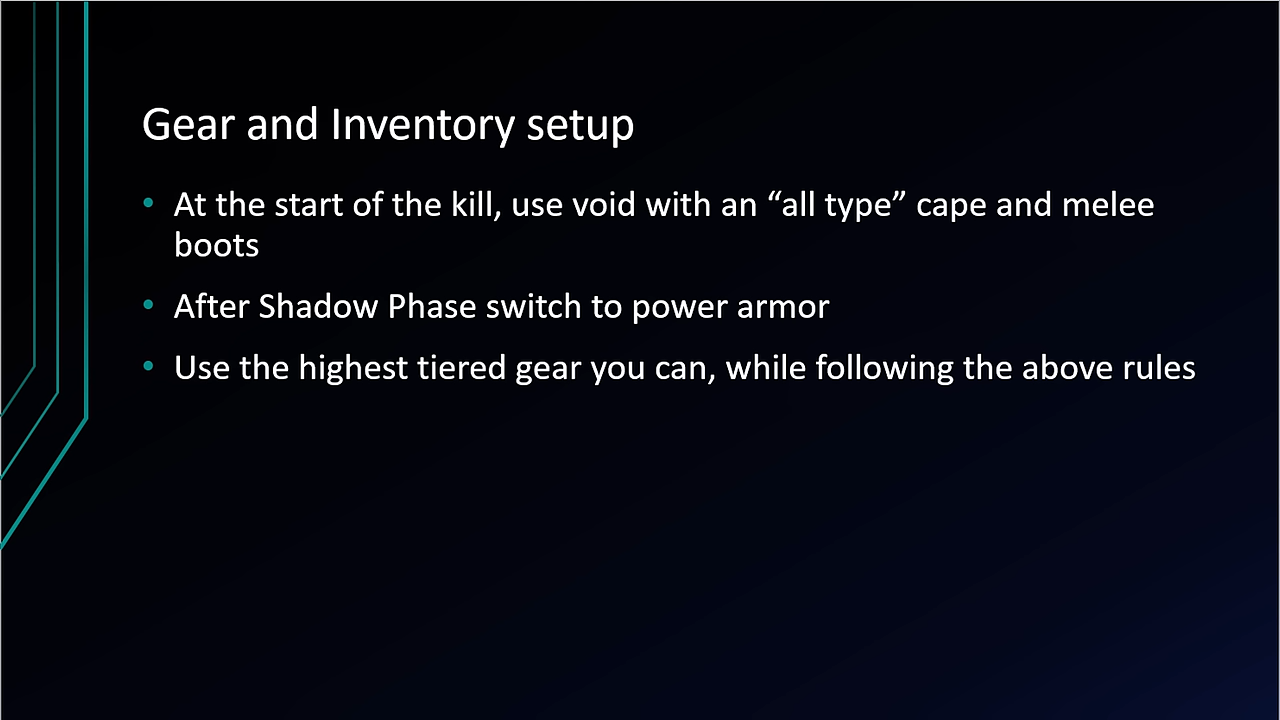 Gear and Inventory setup
• At the start of the kill, use void with an “all type” cape and melee
boots
• After Shadow Phase switch to power armor
• Use the highest tiered gear you can, while following the above rules